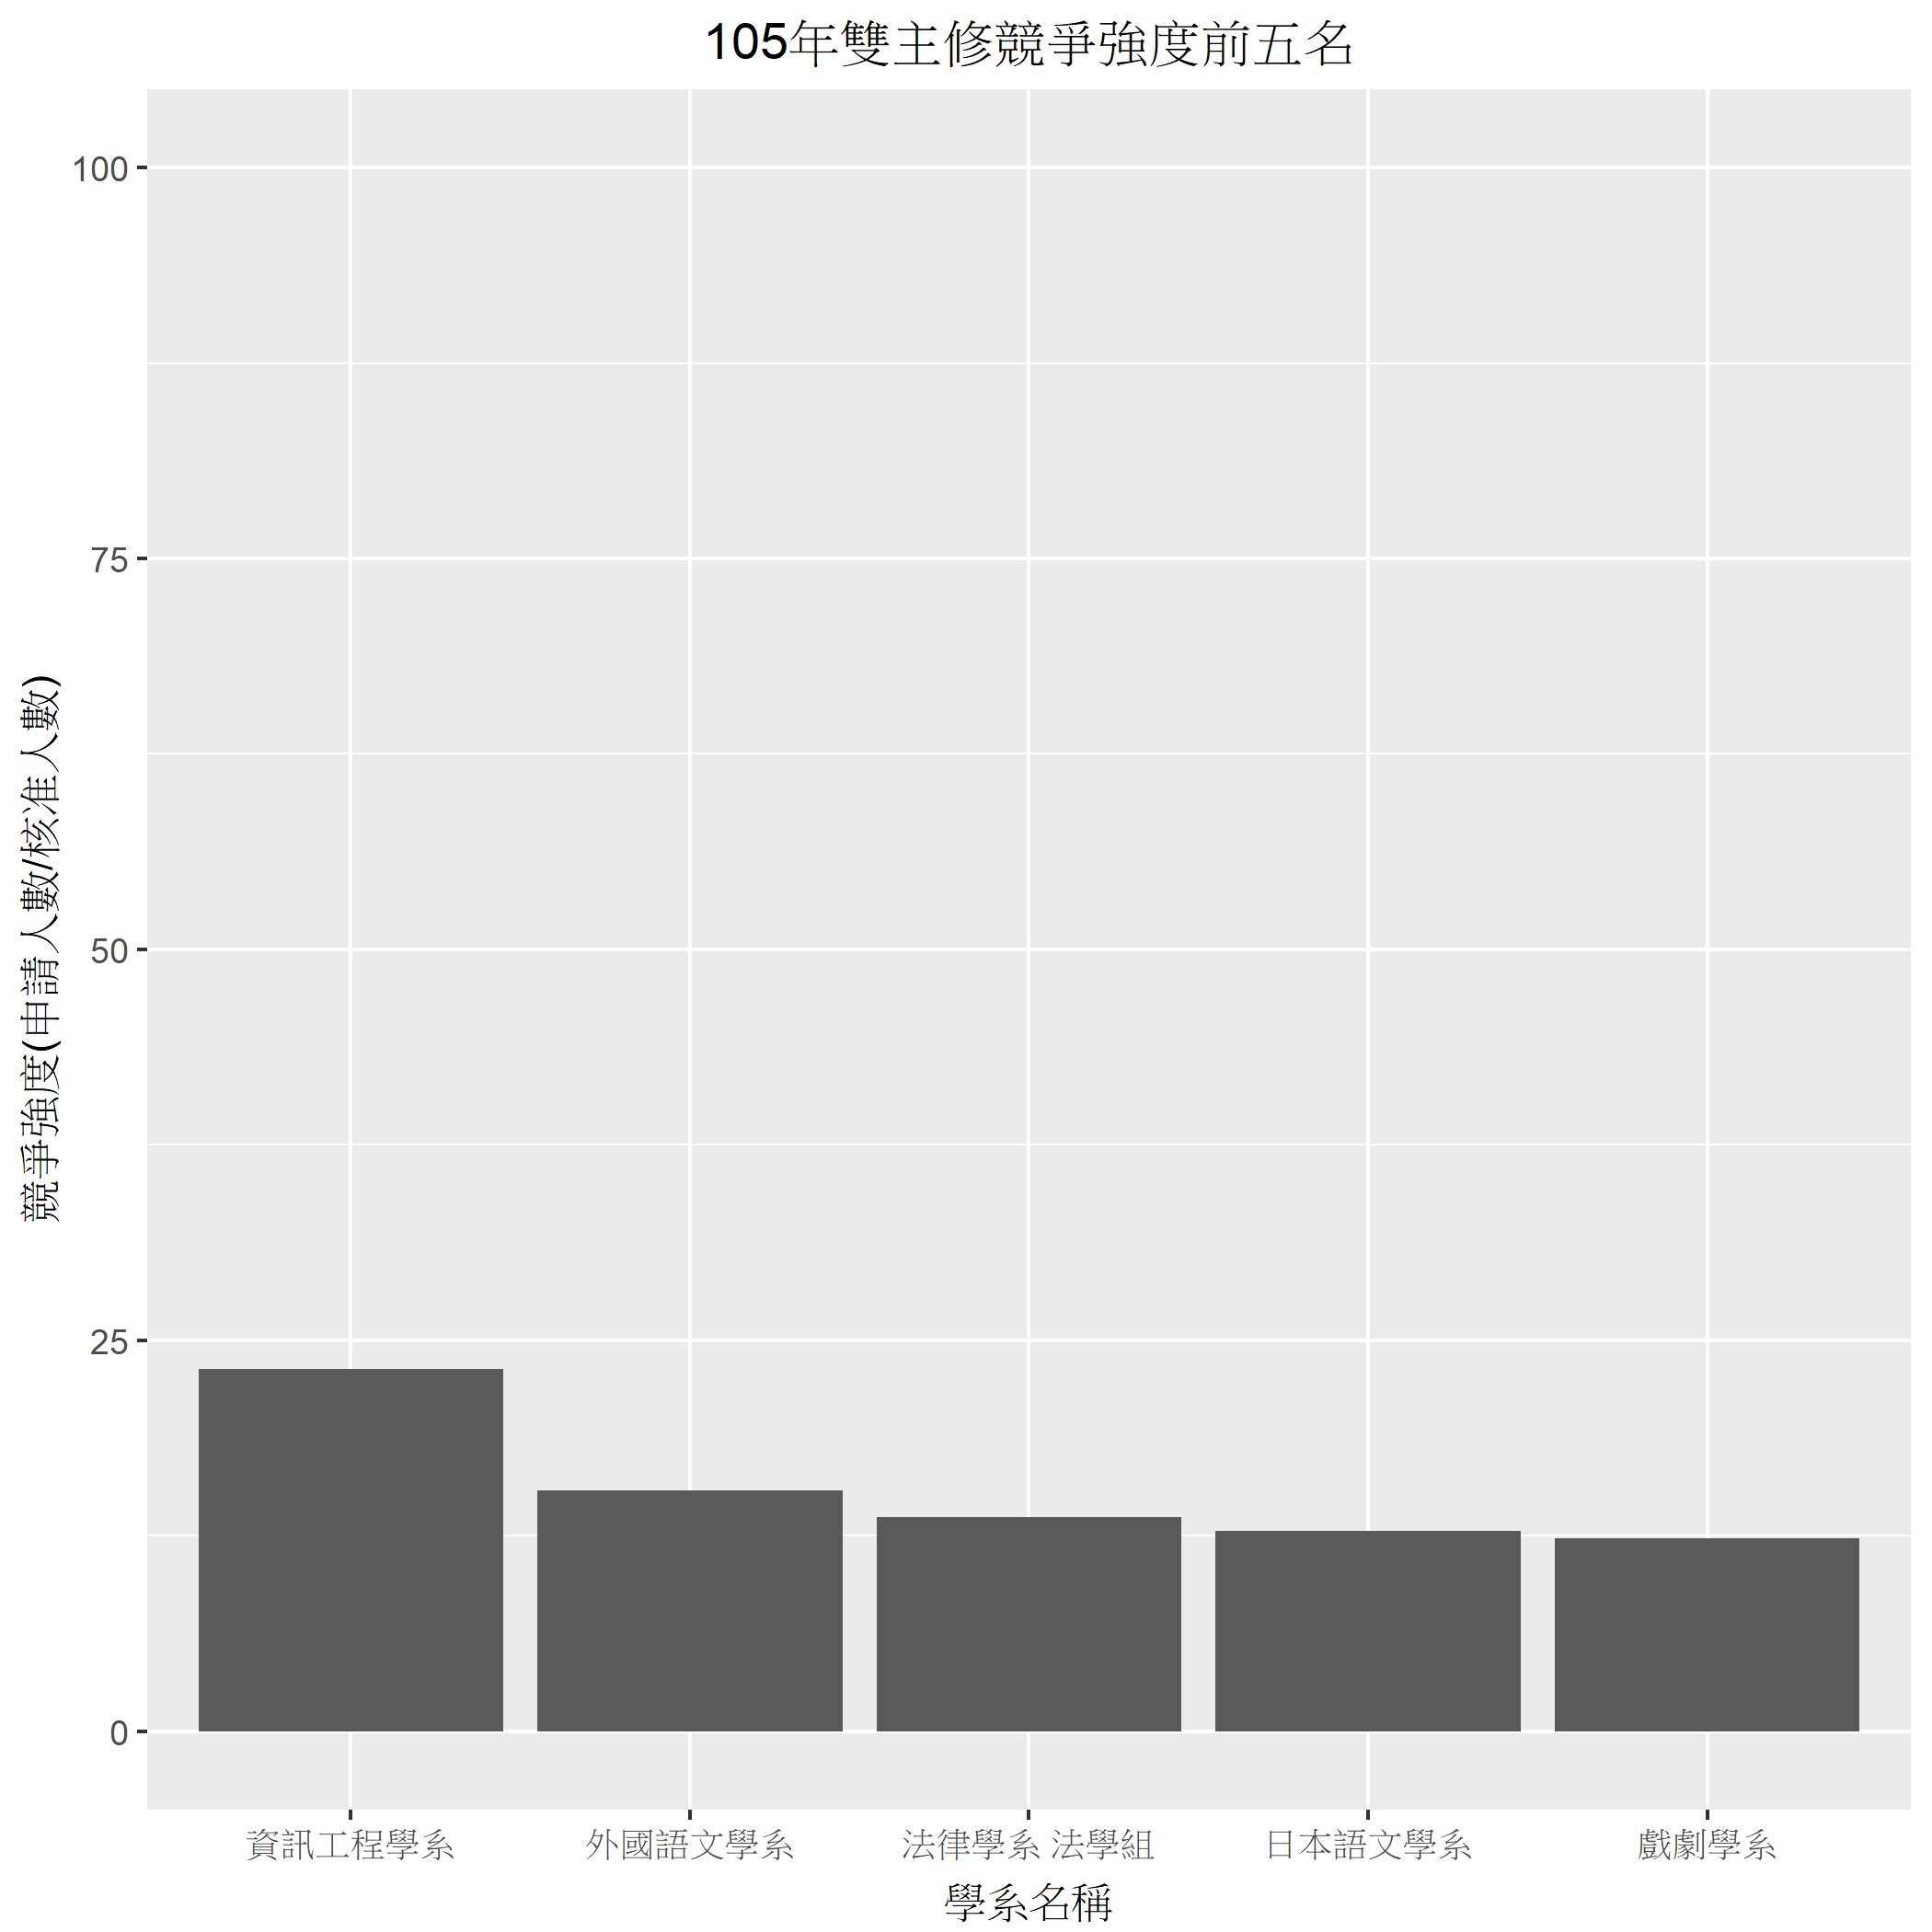 105年雙主修競爭強度前五名
競爭強度(申請人數/核准人數)
100
75
50
25
0
資訊工程學系
外國語文學系
法律學系 法學組
日本語文學系
戲劇學系
學系名稱